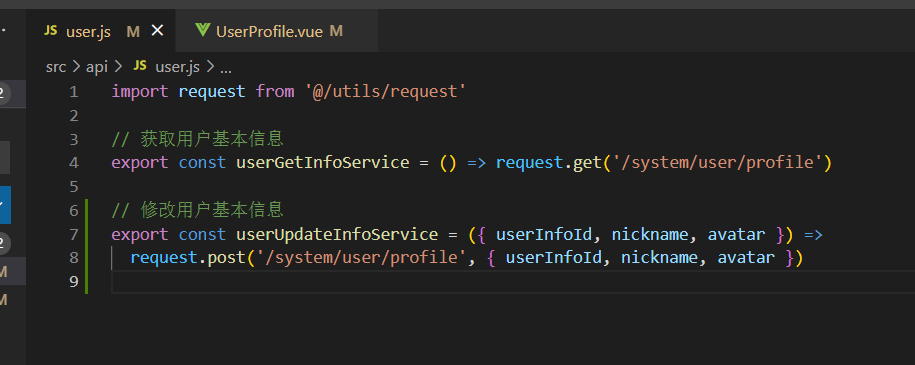 JS user.js M ×
UserProfile.vue M
src > api > JS user.js > ...
1 import request from '@/utils/request'
2
3 // 获取用户基本信息
4 export const userGetInfoService = () => request.get('/system/user/profile')
5
6 // 修改用户基本信息
7 export const userUpdateInfoService = ({ userInfoId, nickname, avatar }) =>
8 request.post('/system/user/profile', { userInfoId, nickname, avatar })
9
2
2
M
M